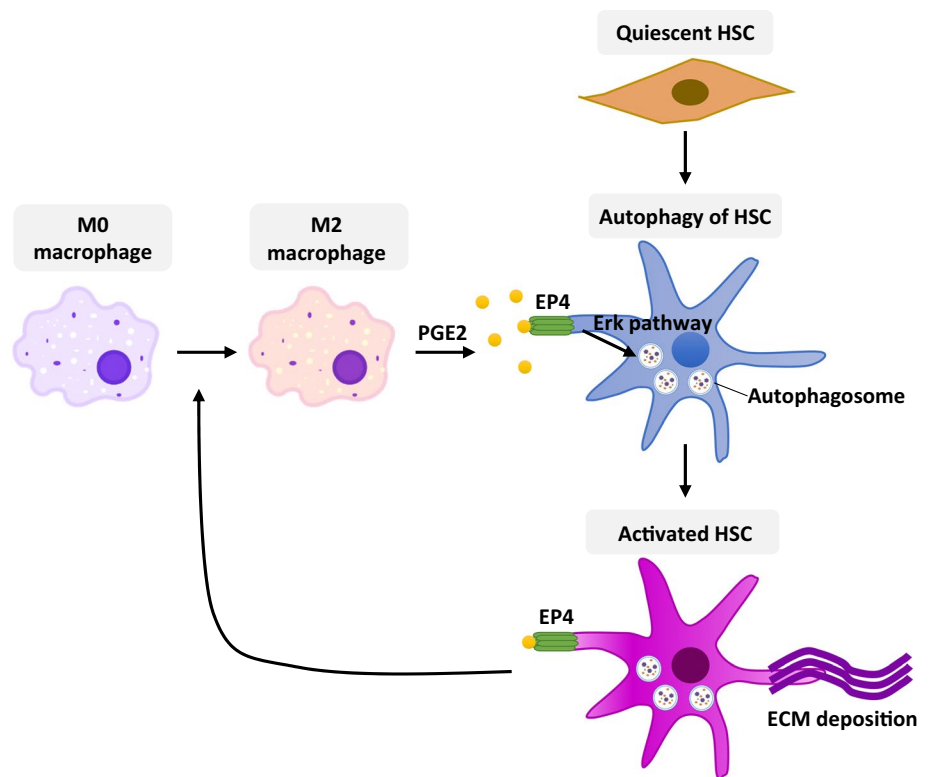 Quiescent HSC
M0
macrophage
M2
macrophage
Autophagy of HSC
PGE2
EP4
Erk pathway
Autophagosome
Activated HSC
EP4
ECM deposition